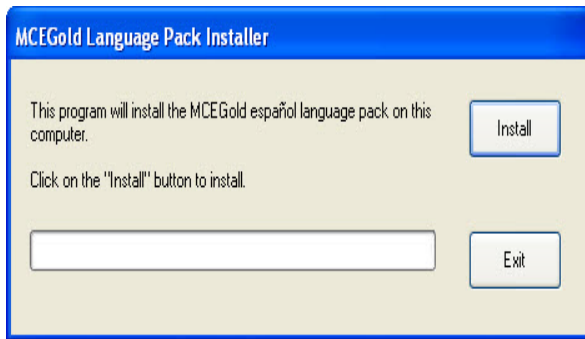 MCEGold Language Pack Installer
This program will install the MCEGold español language pack on this
computer.
Install
Click on the "Install" button to install.
Exit